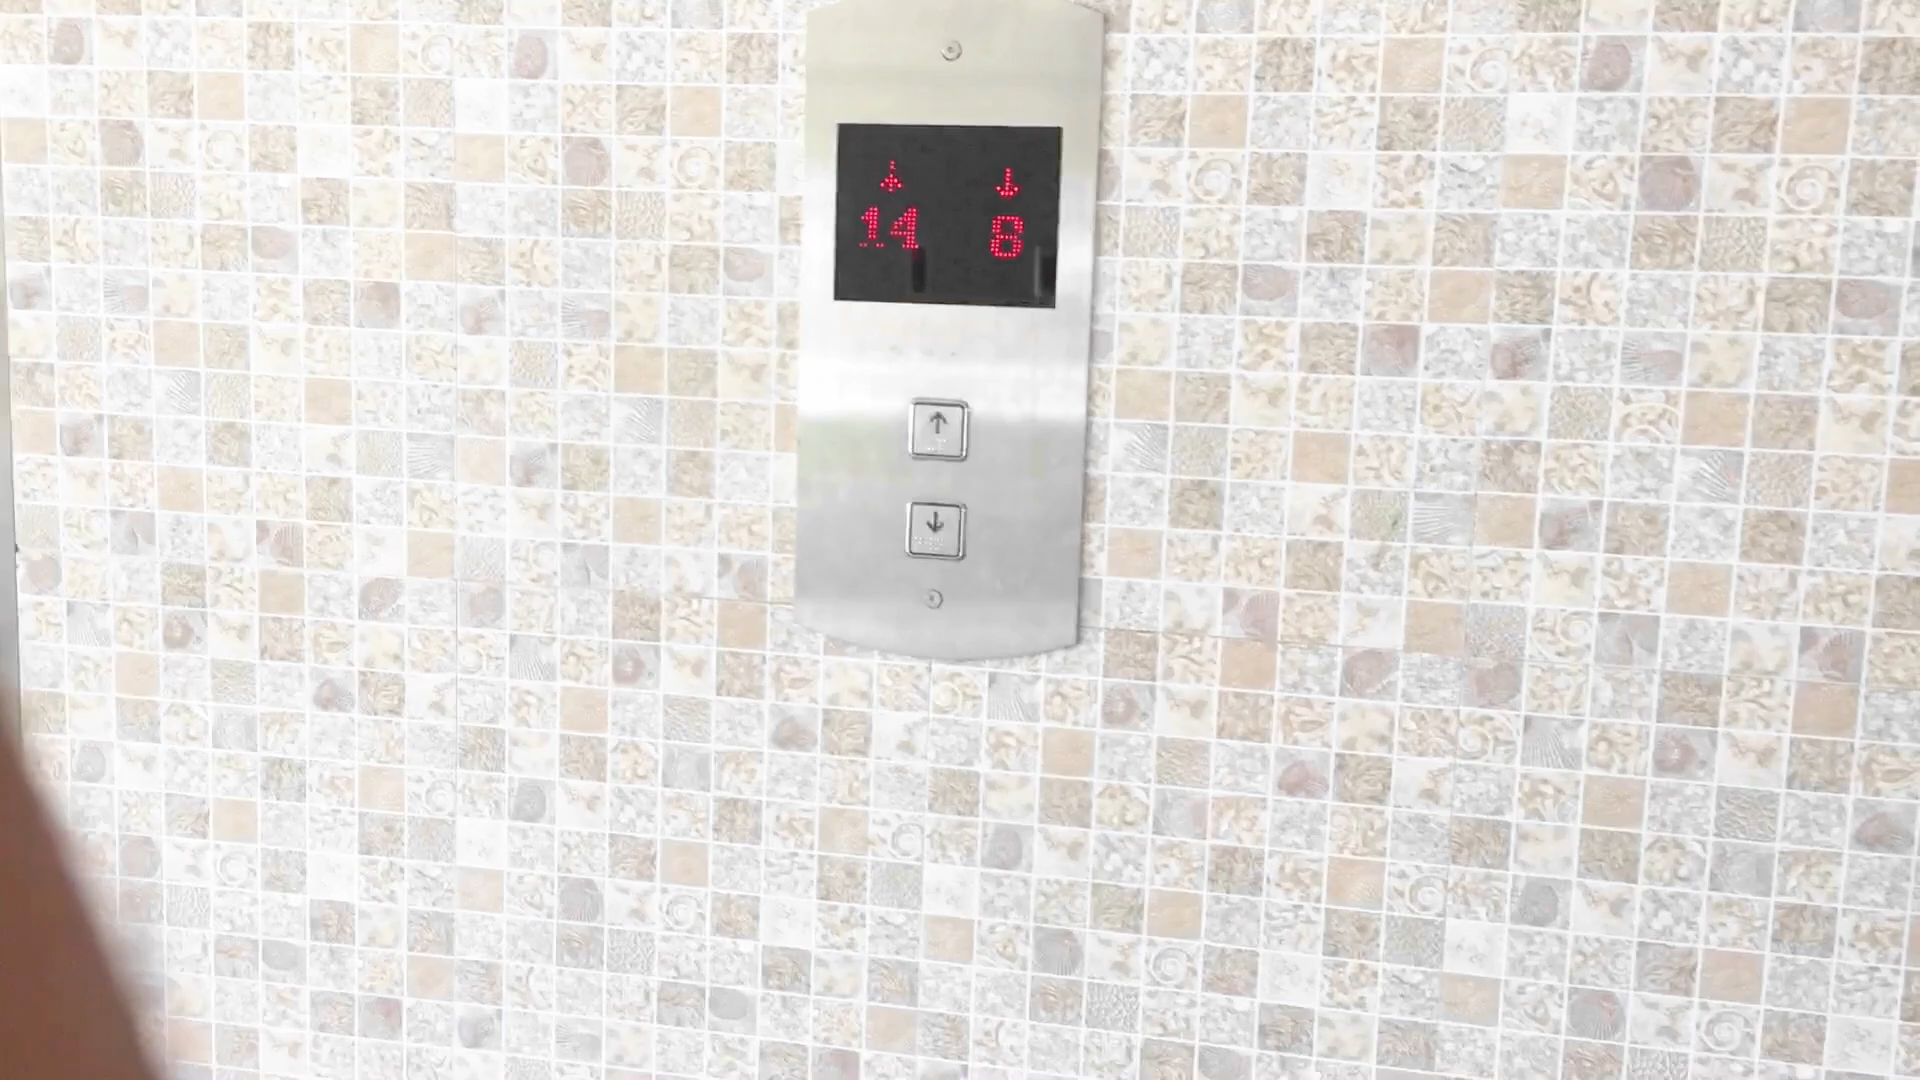 ↓ ↓
14 8
↑
↓